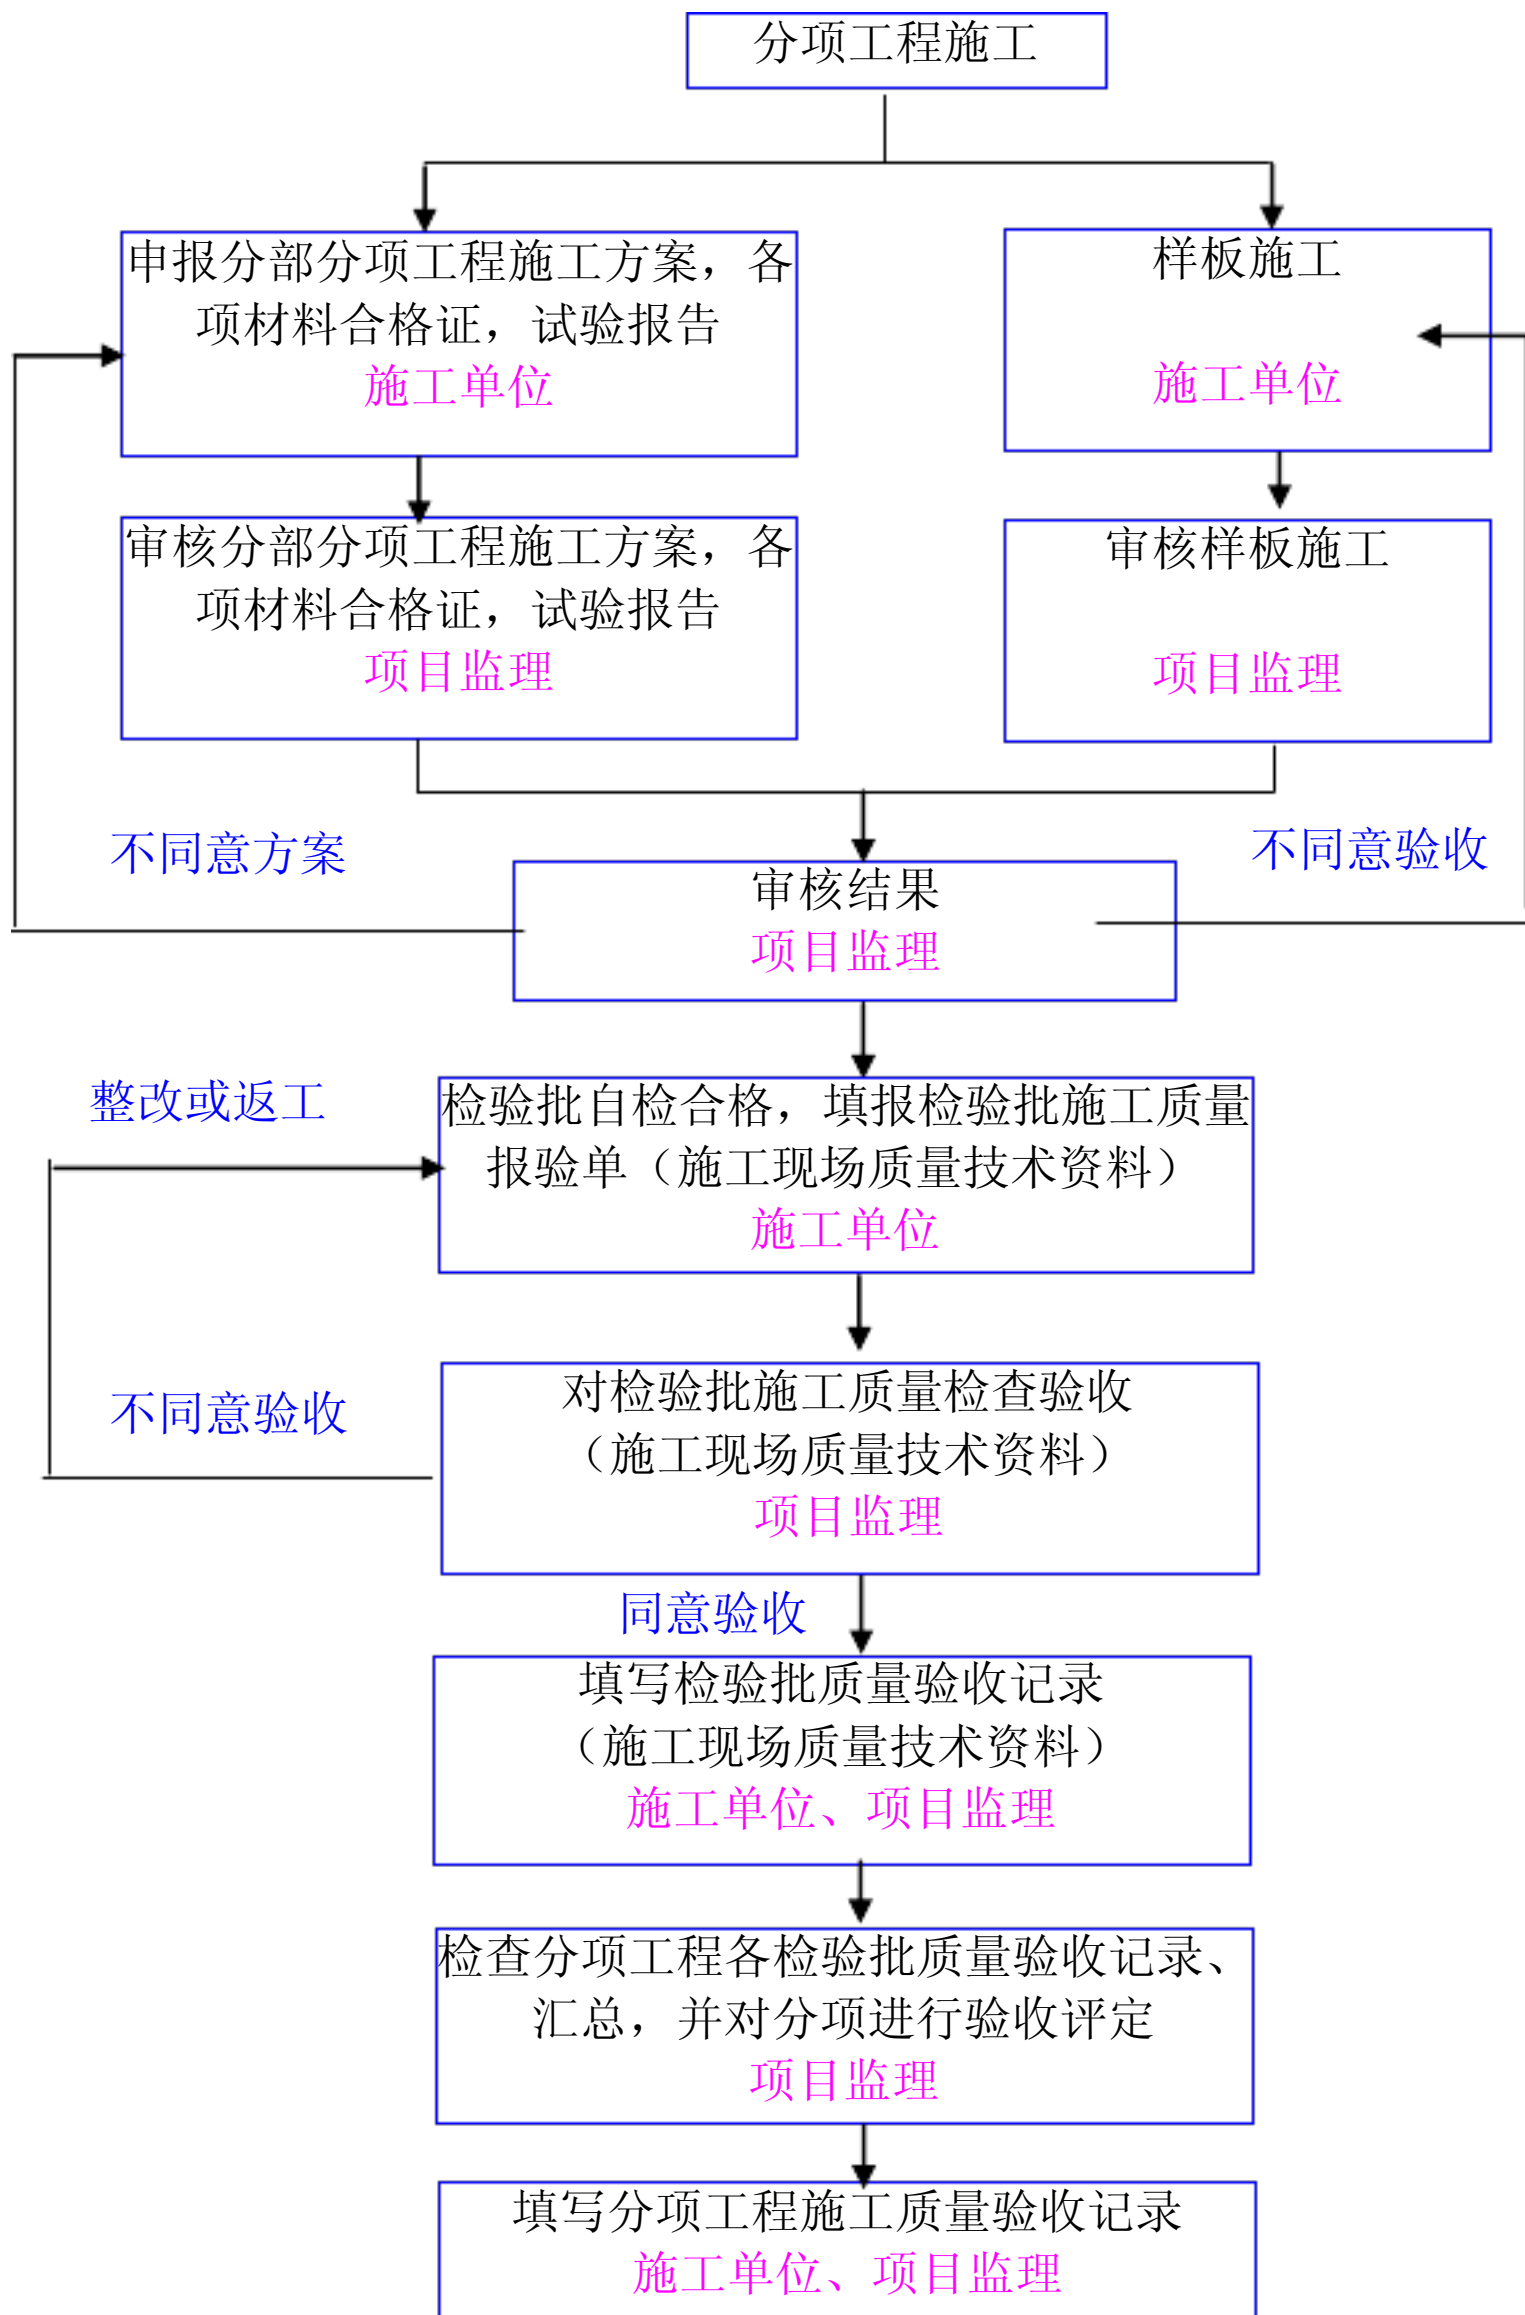 分项工程施工
申报分部分项工程施工方案，各
项材料合格证，试验报告
施工单位
样板施工
施工单位
审核分部分项工程施工方案，各
项材料合格证，试验报告
项目监理
审核样板施工
项目监理
不同意方案
不同意验收
审核结果
项目监理
整改或返工
检验批自检合格，填报检验批施工质量
报验单（施工现场质量技术资料）
施工单位
不同意验收
对检验批施工质量检查验收
（施工现场质量技术资料）
项目监理
同意验收
填写检验批质量验收记录
（施工现场质量技术资料）
施工单位、项目监理
检查分项工程各检验批质量验收记录、
汇总，并对分项进行验收评定
项目监理
填写分项工程施工质量验收记录
施工单位、项目监理